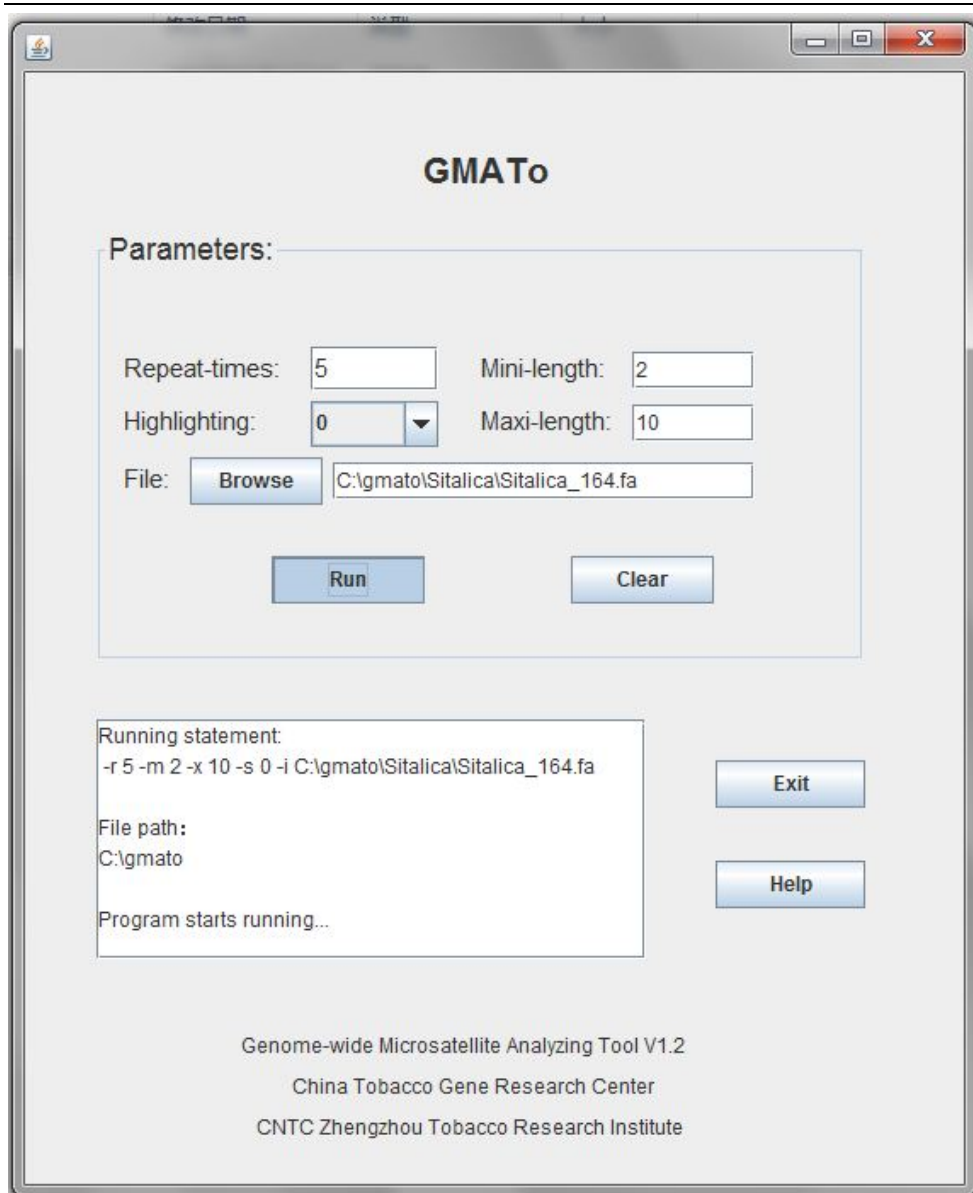 GMATo
Parameters:
Repeat-times: 5 Mini-length: 2
Highlighting: 0 Maxi-length: 10
File: Browse C:\gmato\Sitalica\Sitalica_164.fa
Run Clear
Running statement:
-r 5 -m 2 -x 10 -s 0 -i C:\gmato\Sitalica\Sitalica_164.fa
File path：
C:\gmato
Program starts running...
Exit
Help
Genome-wide Microsatellite Analyzing Tool V1.2
China Tobacco Gene Research Center
CNTC Zhengzhou Tobacco Research Institute